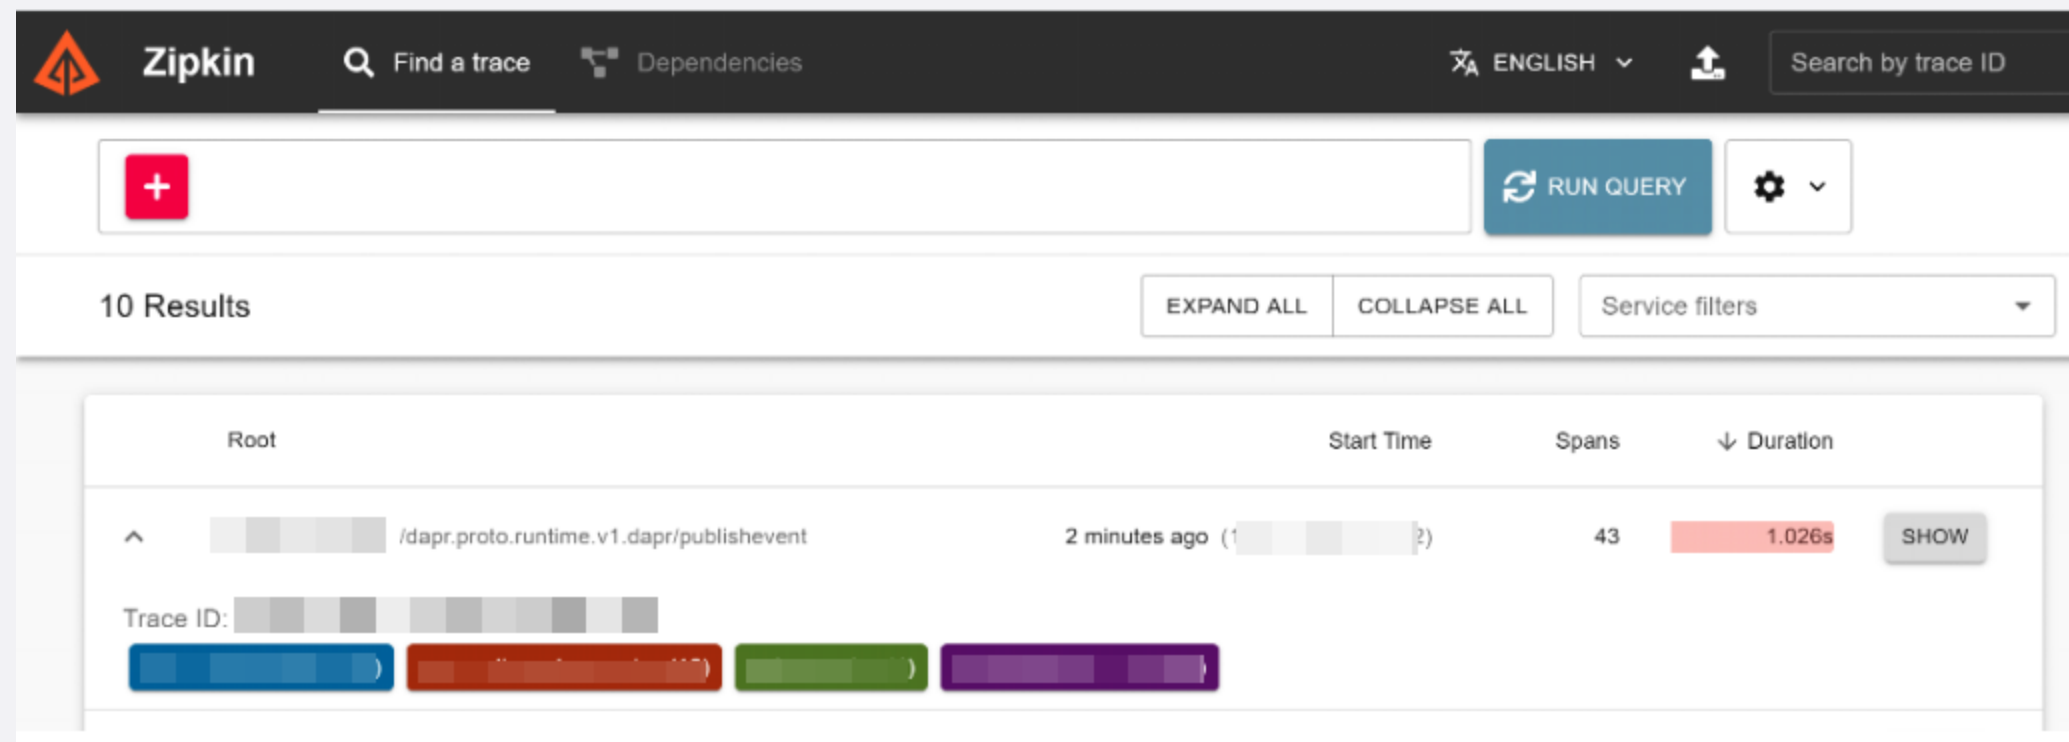 Zipkin Find a trace Dependencies ENGLISH Search by trace ID
RUN QUERY
10 Results EXPAND ALL COLLAPSE ALL Service filters
Root Start Time Spans Duration
/dapr.proto.runtime.v1.dapr/publishevent 2 minutes ago 43 1.026s SHOW
Trace ID: